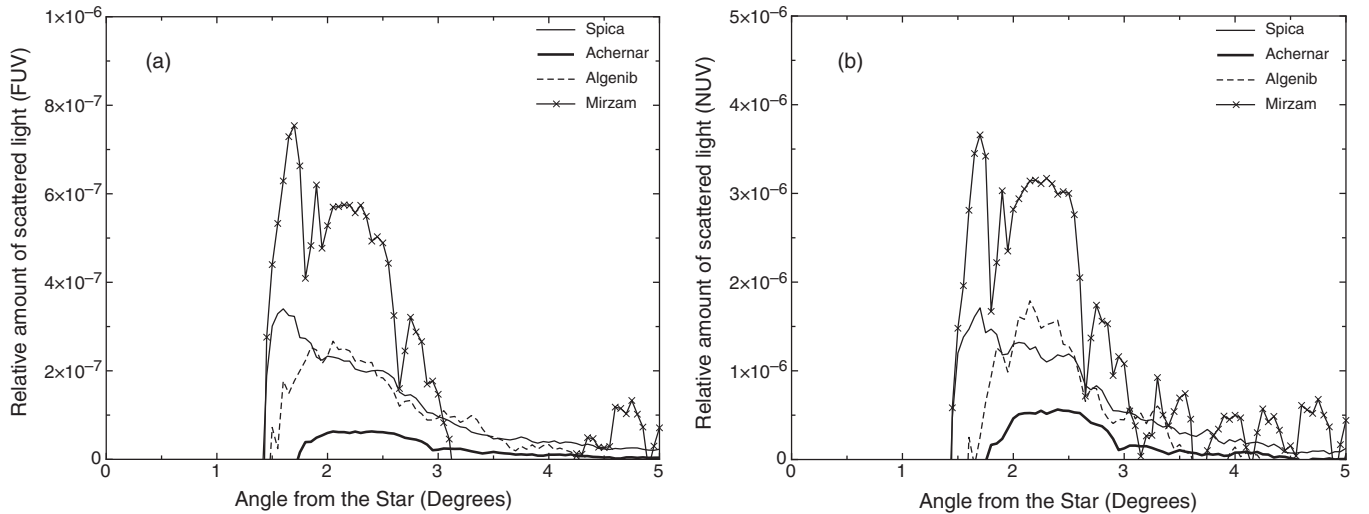 Relative amount of scattered light (FUV)
1×10⁻⁶
8×10⁻⁷
6×10⁻⁷
4×10⁻⁷
2×10⁻⁷
0
0 1 2 3 4 5
Angle from the Star (Degrees)
(a)
Spica
Achernar
Algenib
Mirzam
Relative amount of scattered light (NUV)
5×10⁻⁶
4×10⁻⁶
3×10⁻⁶
2×10⁻⁶
1×10⁻⁶
0
0 1 2 3 4 5
Angle from the Star (Degrees)
(b)
Spica
Achernar
Algenib
Mirzam